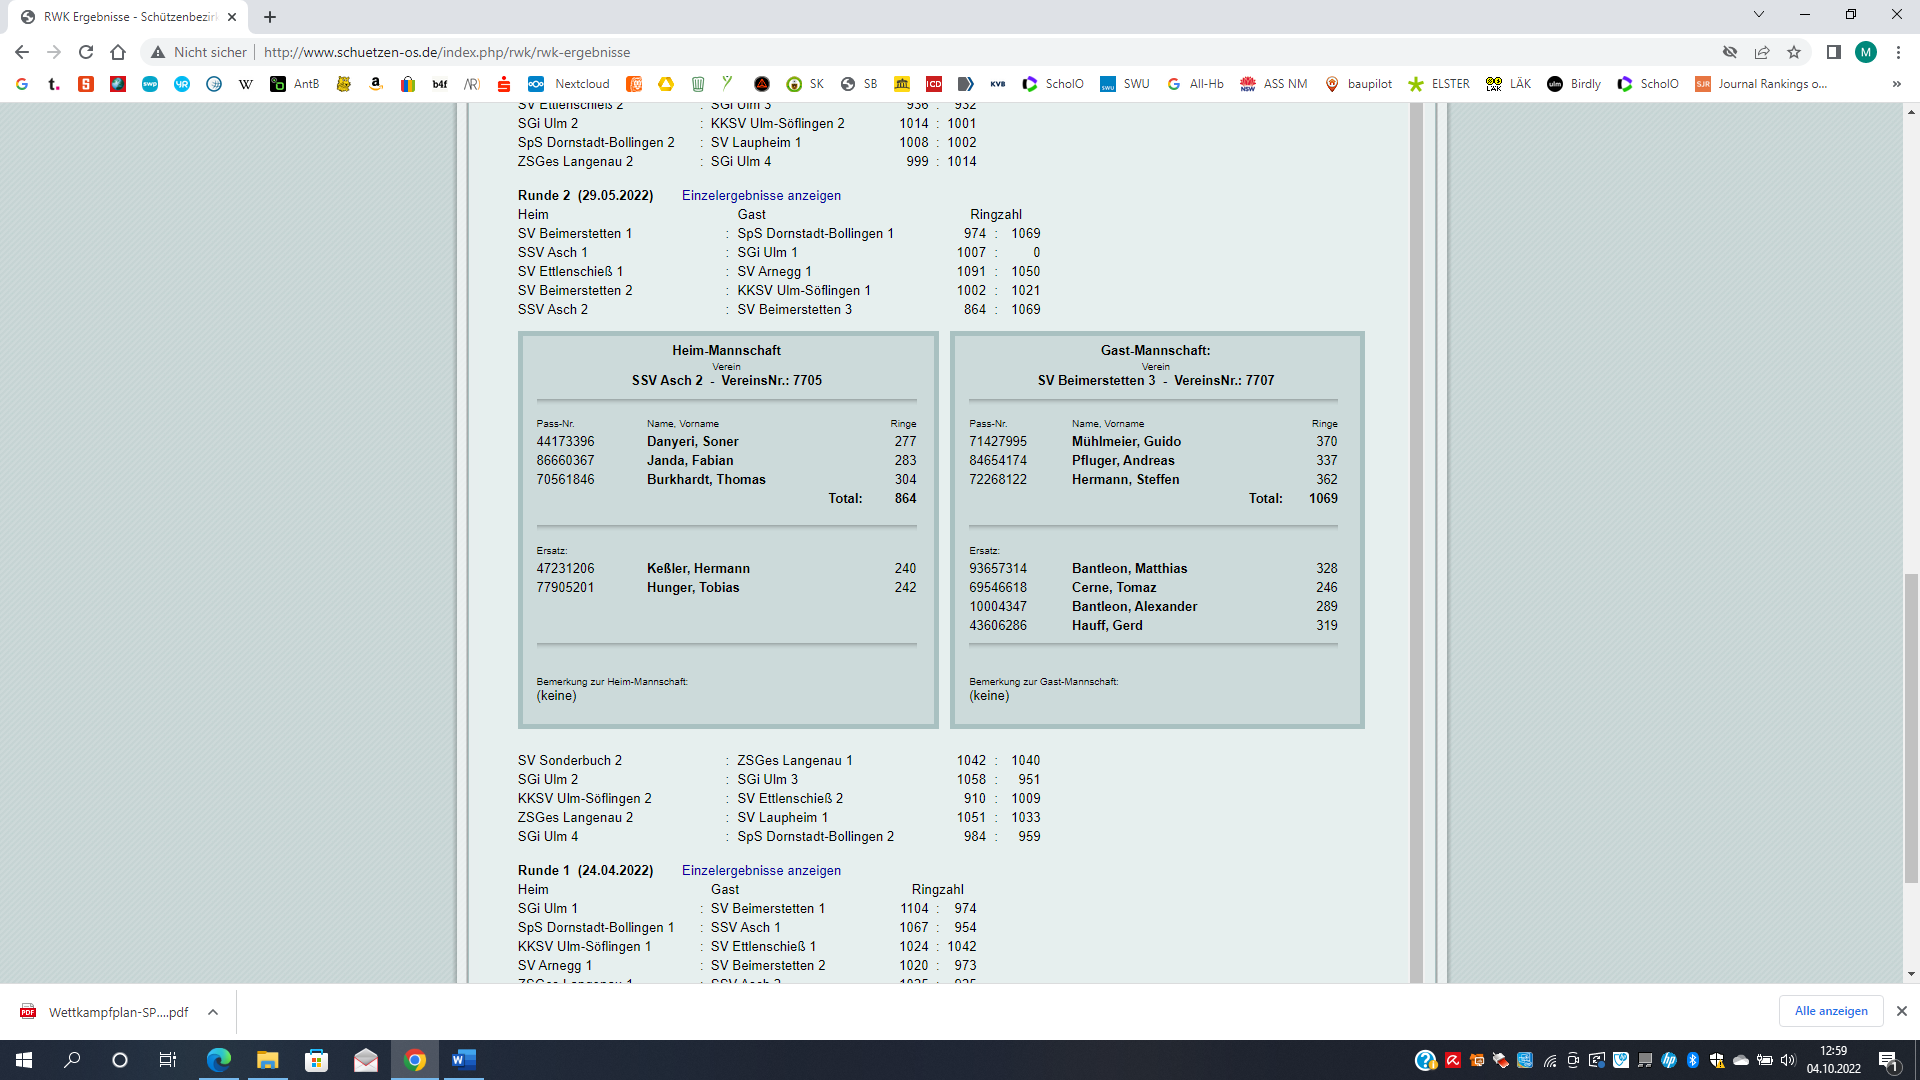 RWK Ergebnisse - Schützenbezirk
Nicht sicher | http://www.schuetzen-os.de/index.php/rwk/rwk-ergebnisse
M
AntB b4f Nextcloud SK SB ICD KVB ScholO SWU All-Hb ASS NM baupilot ELSTER LÄK Birdly ScholO Journal Rankings o... »
SV Ettlenschieß 2 : SGi Ulm 3 936 : 932
SGi Ulm 2 : KKSV Ulm-Söflingen 2 1014 : 1001
SpS Dornstadt-Bollingen 2 : SV Laupheim 1 1008 : 1002
ZSGes Langenau 2 : SGi Ulm 4 999 : 1014
Runde 2 (29.05.2022) Einzelergebnisse anzeigen
Heim Gast Ringzahl
SV Beimerstetten 1 : SpS Dornstadt-Bollingen 1 974 : 1069
SSV Asch 1 : SGi Ulm 1 1007 : 0
SV Ettlenschieß 1 : SV Arnegg 1 1091 : 1050
SV Beimerstetten 2 : KKSV Ulm-Söflingen 1 1002 : 1021
SSV Asch 2 : SV Beimerstetten 3 864 : 1069
Heim-Mannschaft
Verein
SSV Asch 2 - VereinsNr.: 7705
Pass-Nr. Name, Vorname Ringe
44173396 Danyeri, Soner 277
86660367 Janda, Fabian 283
70561846 Burkhardt, Thomas 304
Total: 864
Ersatz:
47231206 Keßler, Hermann 240
77905201 Hunger, Tobias 242
Bemerkung zur Heim-Mannschaft:
(keine)
Gast-Mannschaft:
Verein
SV Beimerstetten 3 - VereinsNr.: 7707
Pass-Nr. Name, Vorname Ringe
71427995 Mühlmeier, Guido 370
84654174 Pfluger, Andreas 337
72268122 Hermann, Steffen 362
Total: 1069
Ersatz:
93657314 Bantleon, Matthias 328
69546618 Cerne, Tomaz 246
10004347 Bantleon, Alexander 289
43606286 Hauff, Gerd 319
Bemerkung zur Gast-Mannschaft:
(keine)
SV Sonderbuch 2 : ZSGes Langenau 1 1042 : 1040
SGi Ulm 2 : SGi Ulm 3 1058 : 951
KKSV Ulm-Söflingen 2 : SV Ettlenschieß 2 910 : 1009
ZSGes Langenau 2 : SV Laupheim 1 1051 : 1033
SGi Ulm 4 : SpS Dornstadt-Bollingen 2 984 : 959
Runde 1 (24.04.2022) Einzelergebnisse anzeigen
Heim Gast Ringzahl
SGi Ulm 1 : SV Beimerstetten 1 1104 : 974
SpS Dornstadt-Bollingen 1 : SSV Asch 1 1067 : 954
KKSV Ulm-Söflingen 1 : SV Ettlenschieß 1 1024 : 1042
SV Arnegg 1 : SV Beimerstetten 2 1020 : 973
Wettkampfplan-SP....pdf
Alle anzeigen
12:59
04.10.2022